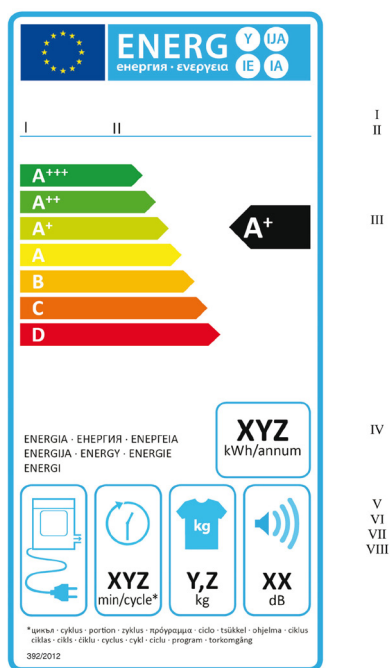 ENERG Y IJA
енергия · ενεργεια IE IA
I II
I
II
A+++
A++
A+
A
B
C
D
A+
III
XYZ
kWh/annum
IV
ENERGIA · ЕНЕРГИЯ · ΕΝΕΡΓΕΙΑ
ENERGIJA · ENERGY · ENERGIE
ENERGI
V
VI
VII
VIII
XYZ
min/cycle*
kg
Y,Z
kg
XX
dB
*цикъл · cyklus · portion · zyklus · πρόγραμμα · ciclo · tsükkel · ohjelma · ciklus
ciklas · cikls · ċiklu · cyclus · cykl · ciclu · program · torkomgång
392/2012